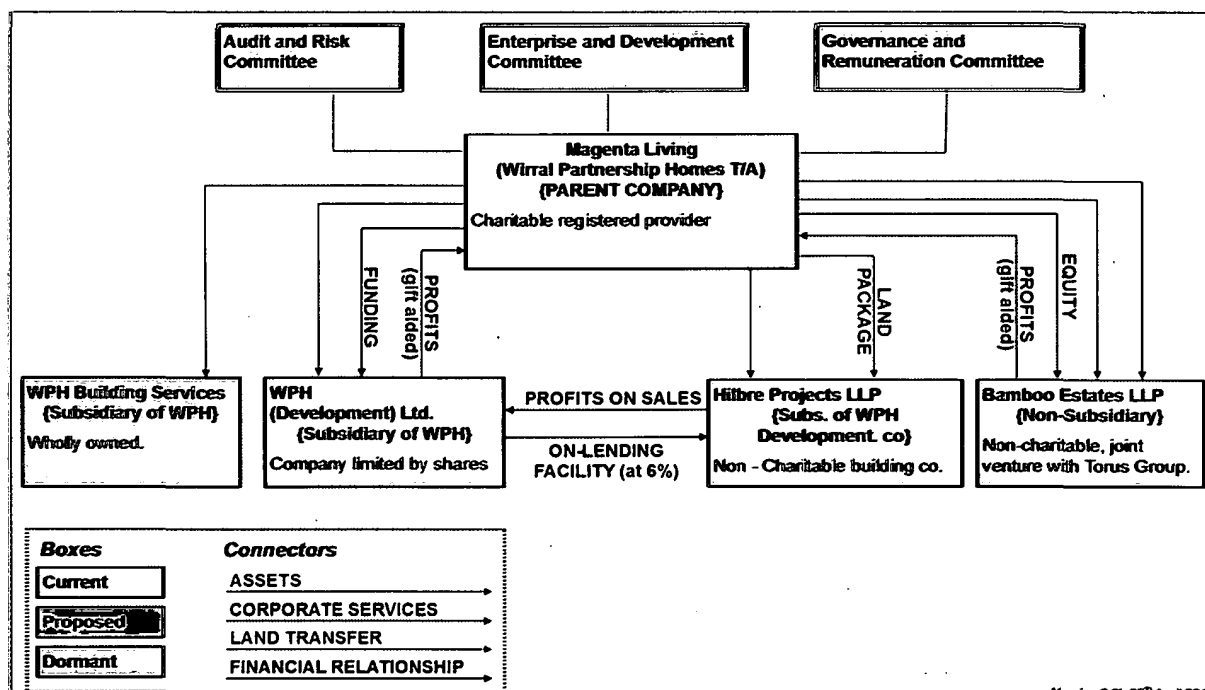 Audit and Risk
Committee
Enterprise and Development
Committee
Governance and
Remuneration Committee
Magenta Living
(Wirral Partnership Homes T/A)
{PARENT COMPANY}
Charitable registered provider
FUNDING
PROFITS
(gift aided)
LAND
PACKAGE
PROFITS
(gift aided)
EQUITY
WPH Building Services
{Subsidiary of WPH}
Wholly owned.
WPH
(Development) Ltd.
{Subsidiary of WPH}
Company limited by shares
PROFITS ON SALES
ON-LENDING
FACILITY (at 6%)
Hilbre Projects LLP
{Subs. of WPH
Development. co}
Non - Charitable building co.
Bamboo Estates LLP
{Non-Subsidiary}
Non-charitable, joint
venture with Torus Group.
Boxes
Current
Proposed
Dormant
Connectors
ASSETS
CORPORATE SERVICES
LAND TRANSFER
FINANCIAL RELATIONSHIP